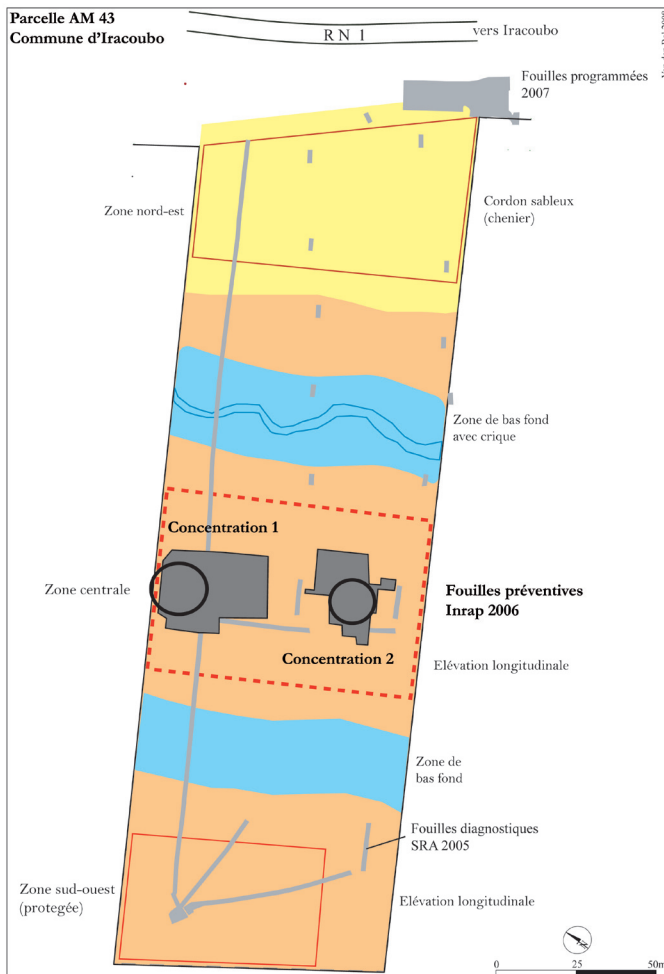 Parcelle AM 43
Commune d'Iracoubo
RN 1
vers Iracoubo
Fouilles programmées
2007
Zone nord-est
Cordon sableux
(chenier)
Zone de bas fond
avec crique
Concentration 1
Zone centrale
Fouilles préventives
Inrap 2006
Concentration 2
Elévation longitudinale
Zone de
bas fond
Fouilles diagnostiques
SRA 2005
Zone sud-ouest
(protegée)
Elévation longitudinale
0 25 50m